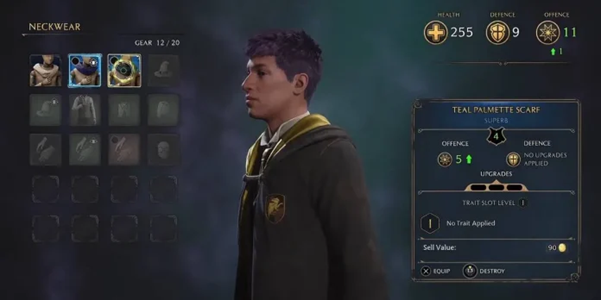 NECKWEAR
GEAR 12 / 20
HEALTH
255
DEFENCE
9
OFFENCE
11
1
TEAL PALMETTE SCARF
SUPERB
4
OFFENCE
5
DEFENCE
NO UPGRADES
APPLIED
UPGRADES
TRAIT SLOT LEVEL I
I No Trait Applied
Sell Value: 90
EQUIP
DESTROY